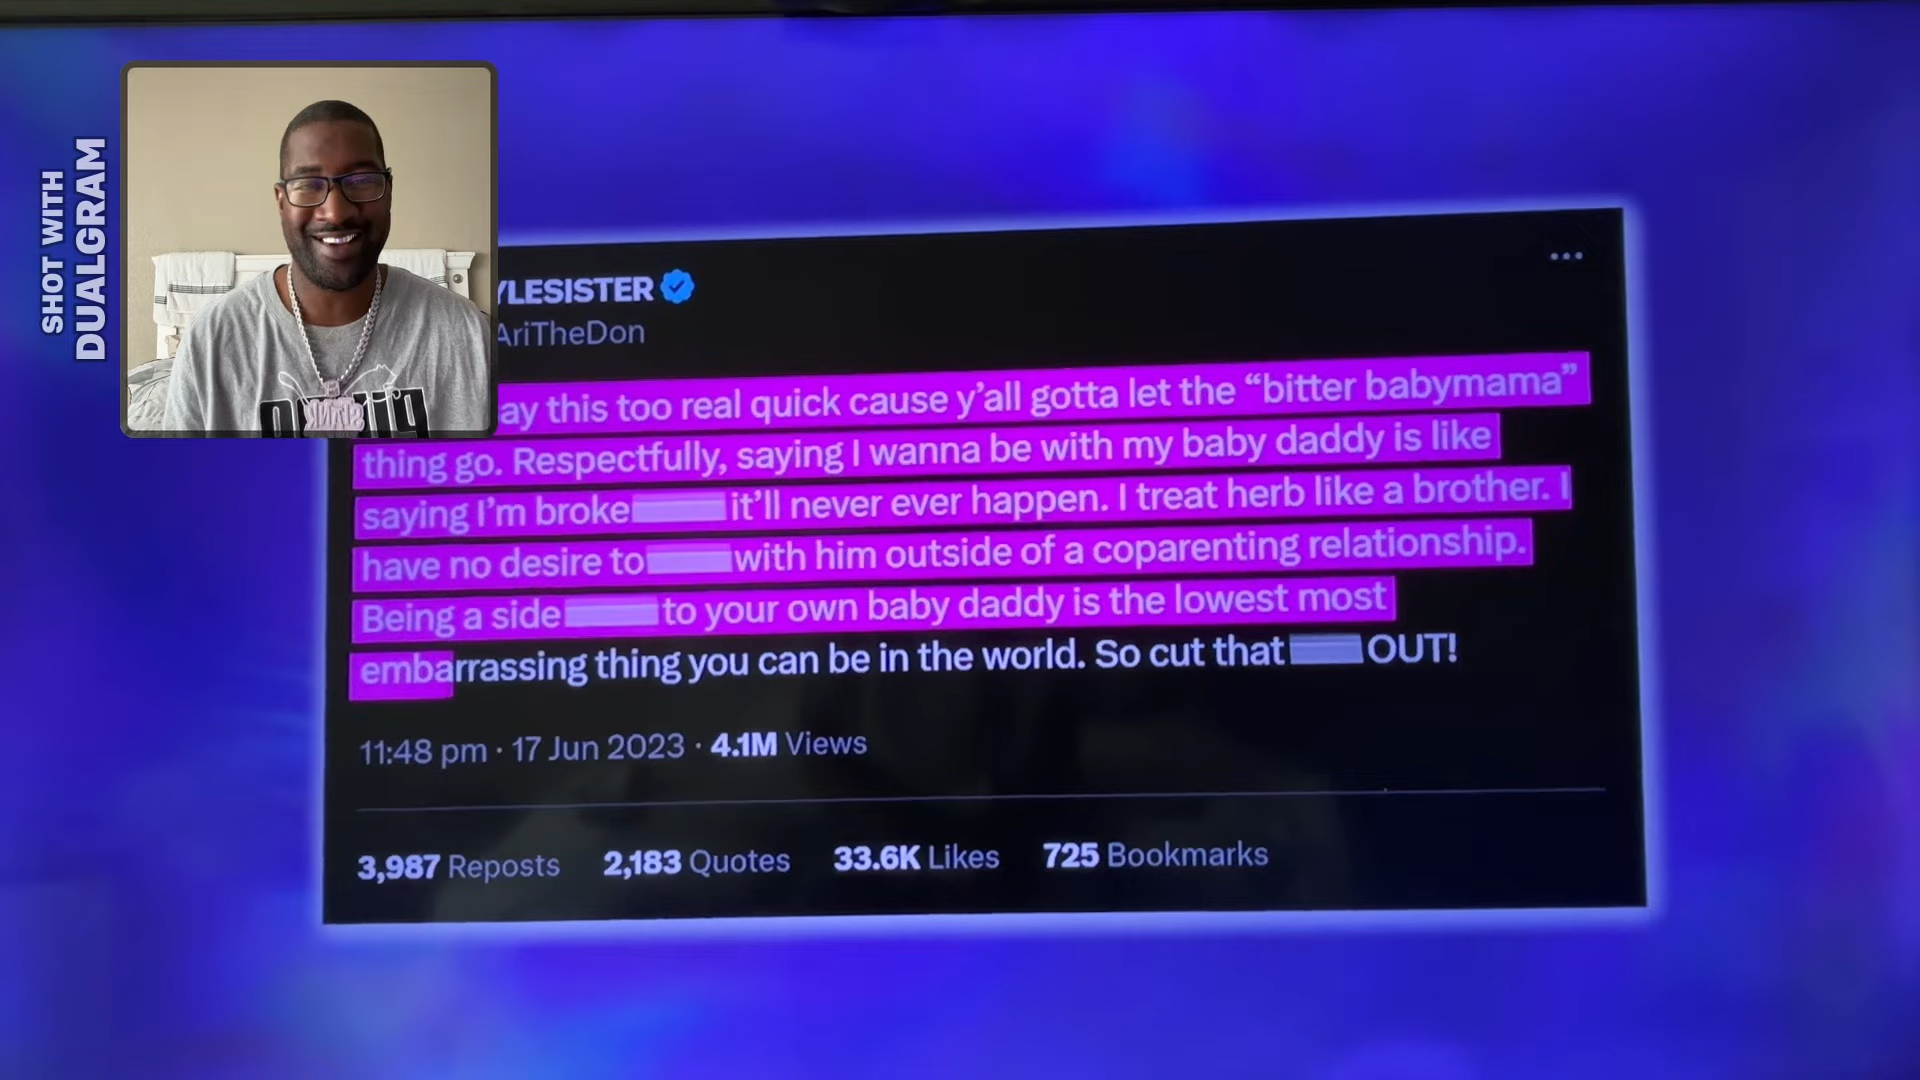 SHOT WITH
DUALGRAM
YLESISTER
AriTheDon
ay this too real quick cause y’all gotta let the “bitter babymama”
thing go. Respectfully, saying I wanna be with my baby daddy is like
saying I’m broke it’ll never ever happen. I treat herb like a brother. I
have no desire to with him outside of a coparenting relationship.
Being a side to your own baby daddy is the lowest most
embarrassing thing you can be in the world. So cut that OUT!
11:48 pm · 17 Jun 2023 · 4.1M Views
3,987 Reposts 2,183 Quotes 33.6K Likes 725 Bookmarks